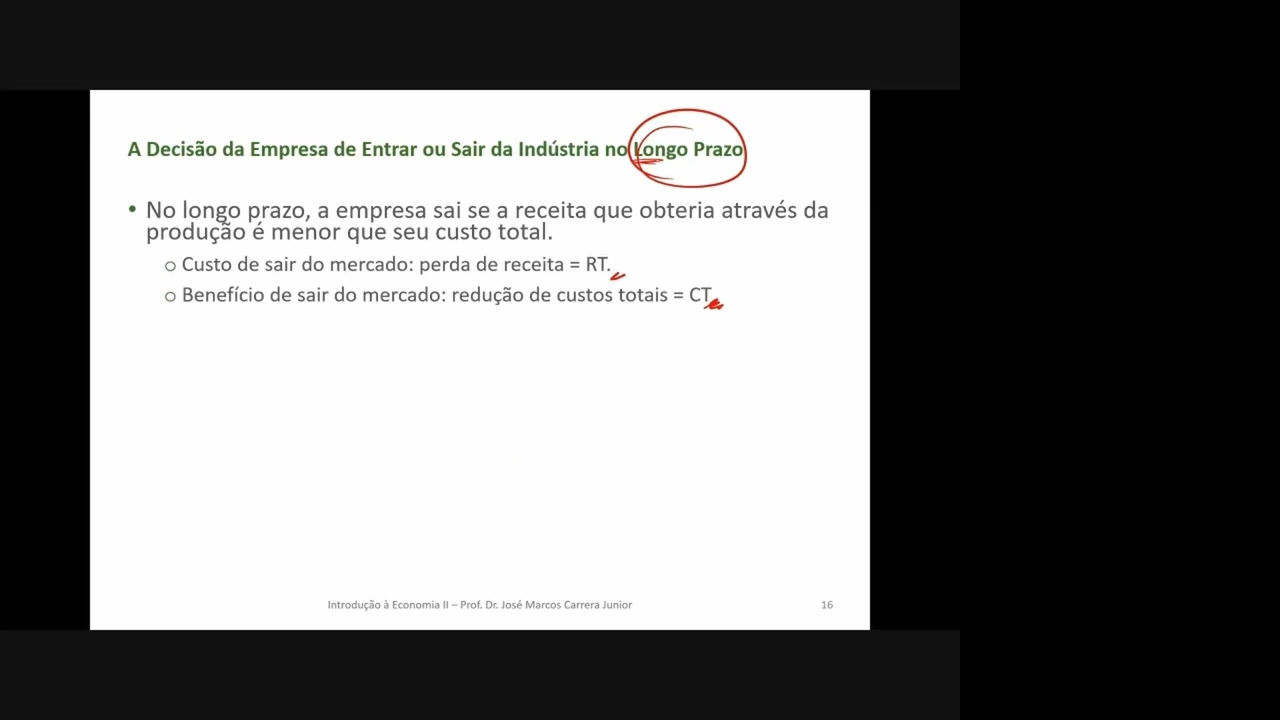 A Decisão da Empresa de Entrar ou Sair da Indústria no Longo Prazo
• No longo prazo, a empresa sai se a receita que obteria através da
produção é menor que seu custo total.
o Custo de sair do mercado: perda de receita = RT.
o Benefício de sair do mercado: redução de custos totais = CT.
Introdução à Economia II – Prof. Dr. José Marcos Carrera Junior
16